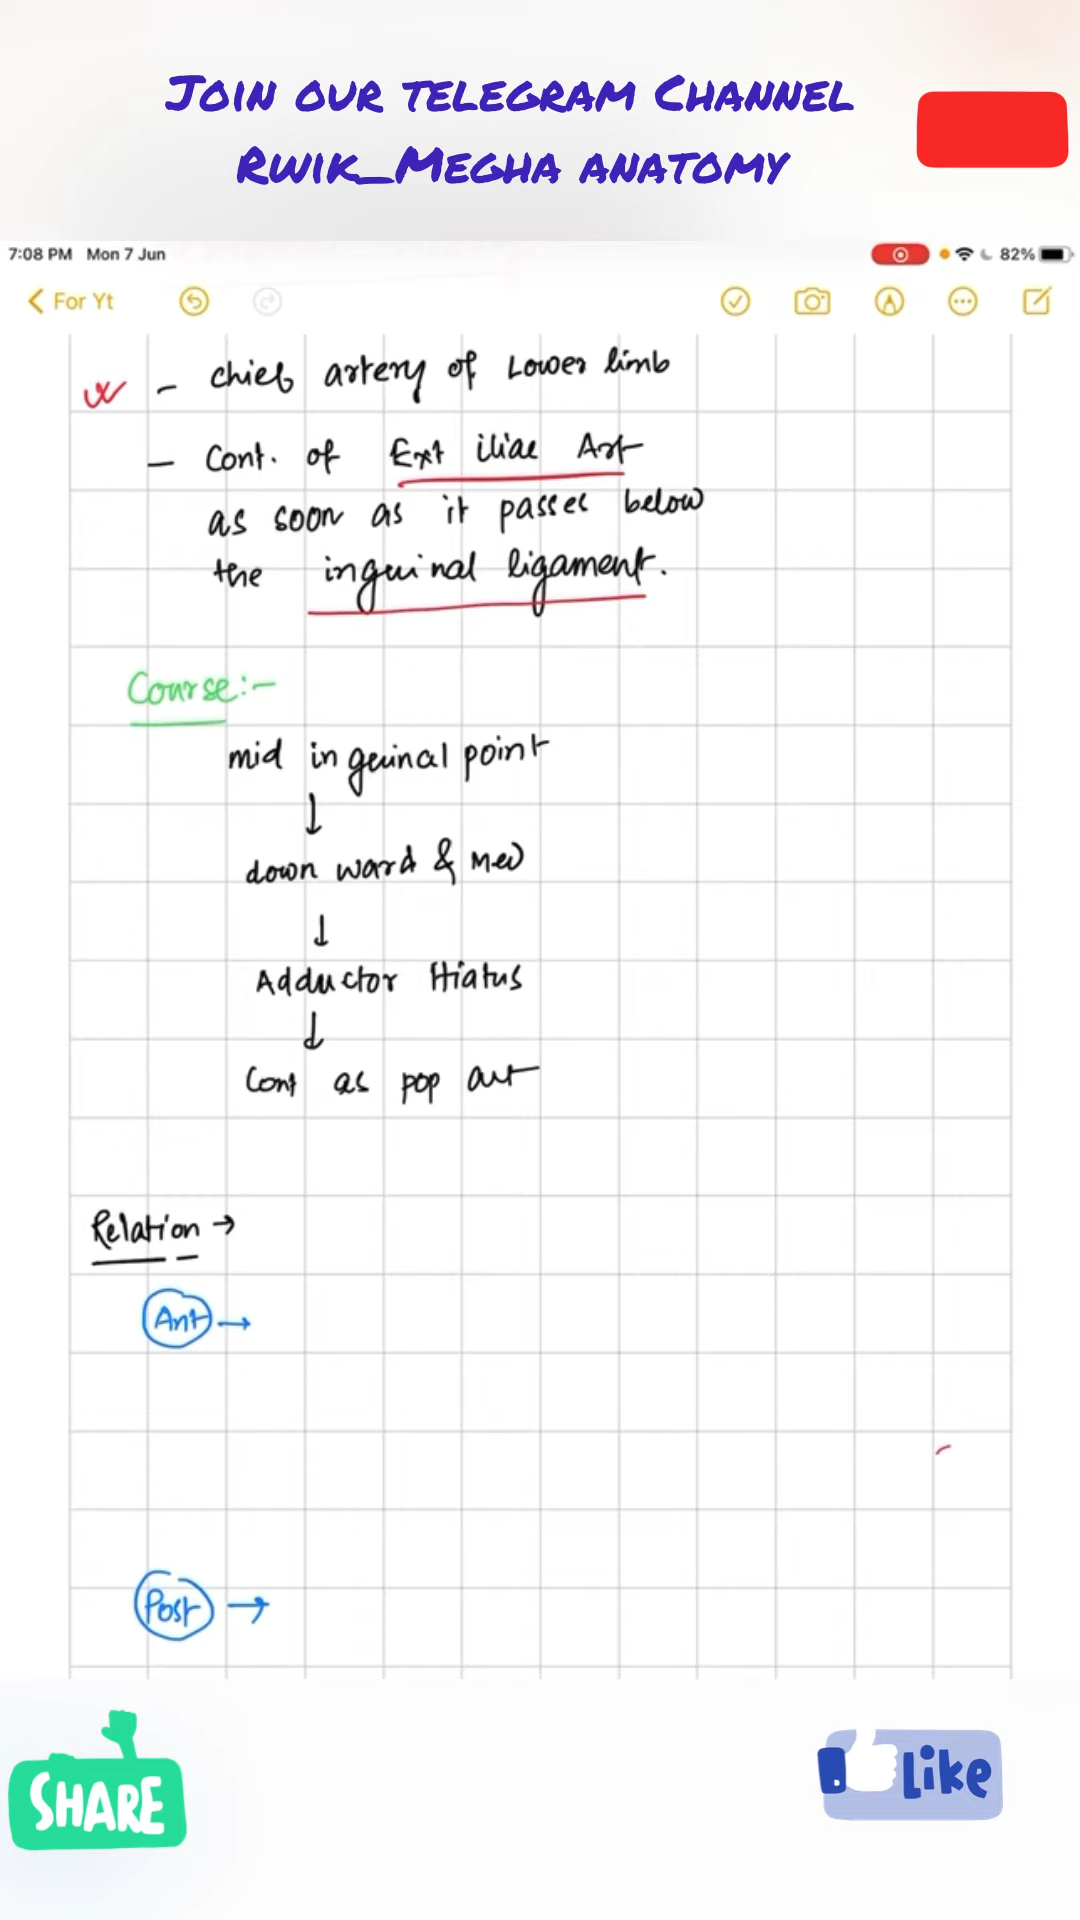 JOIN OUR TELEGRAM CHANNEL
RWIK_MEGHA ANATOMY
7:08 PM Mon 7 Jun
82%
For Yt
- chief artery of Lower limb
- Cont. of Ext iliac Art
as soon as it passes below
the inguinal ligament.
Course:-
mid inguinal point
↓
down ward & med
↓
Adductor Hiatus
↓
Cont as pop art
Relation →
Ant →
Post →
SHARE
Like